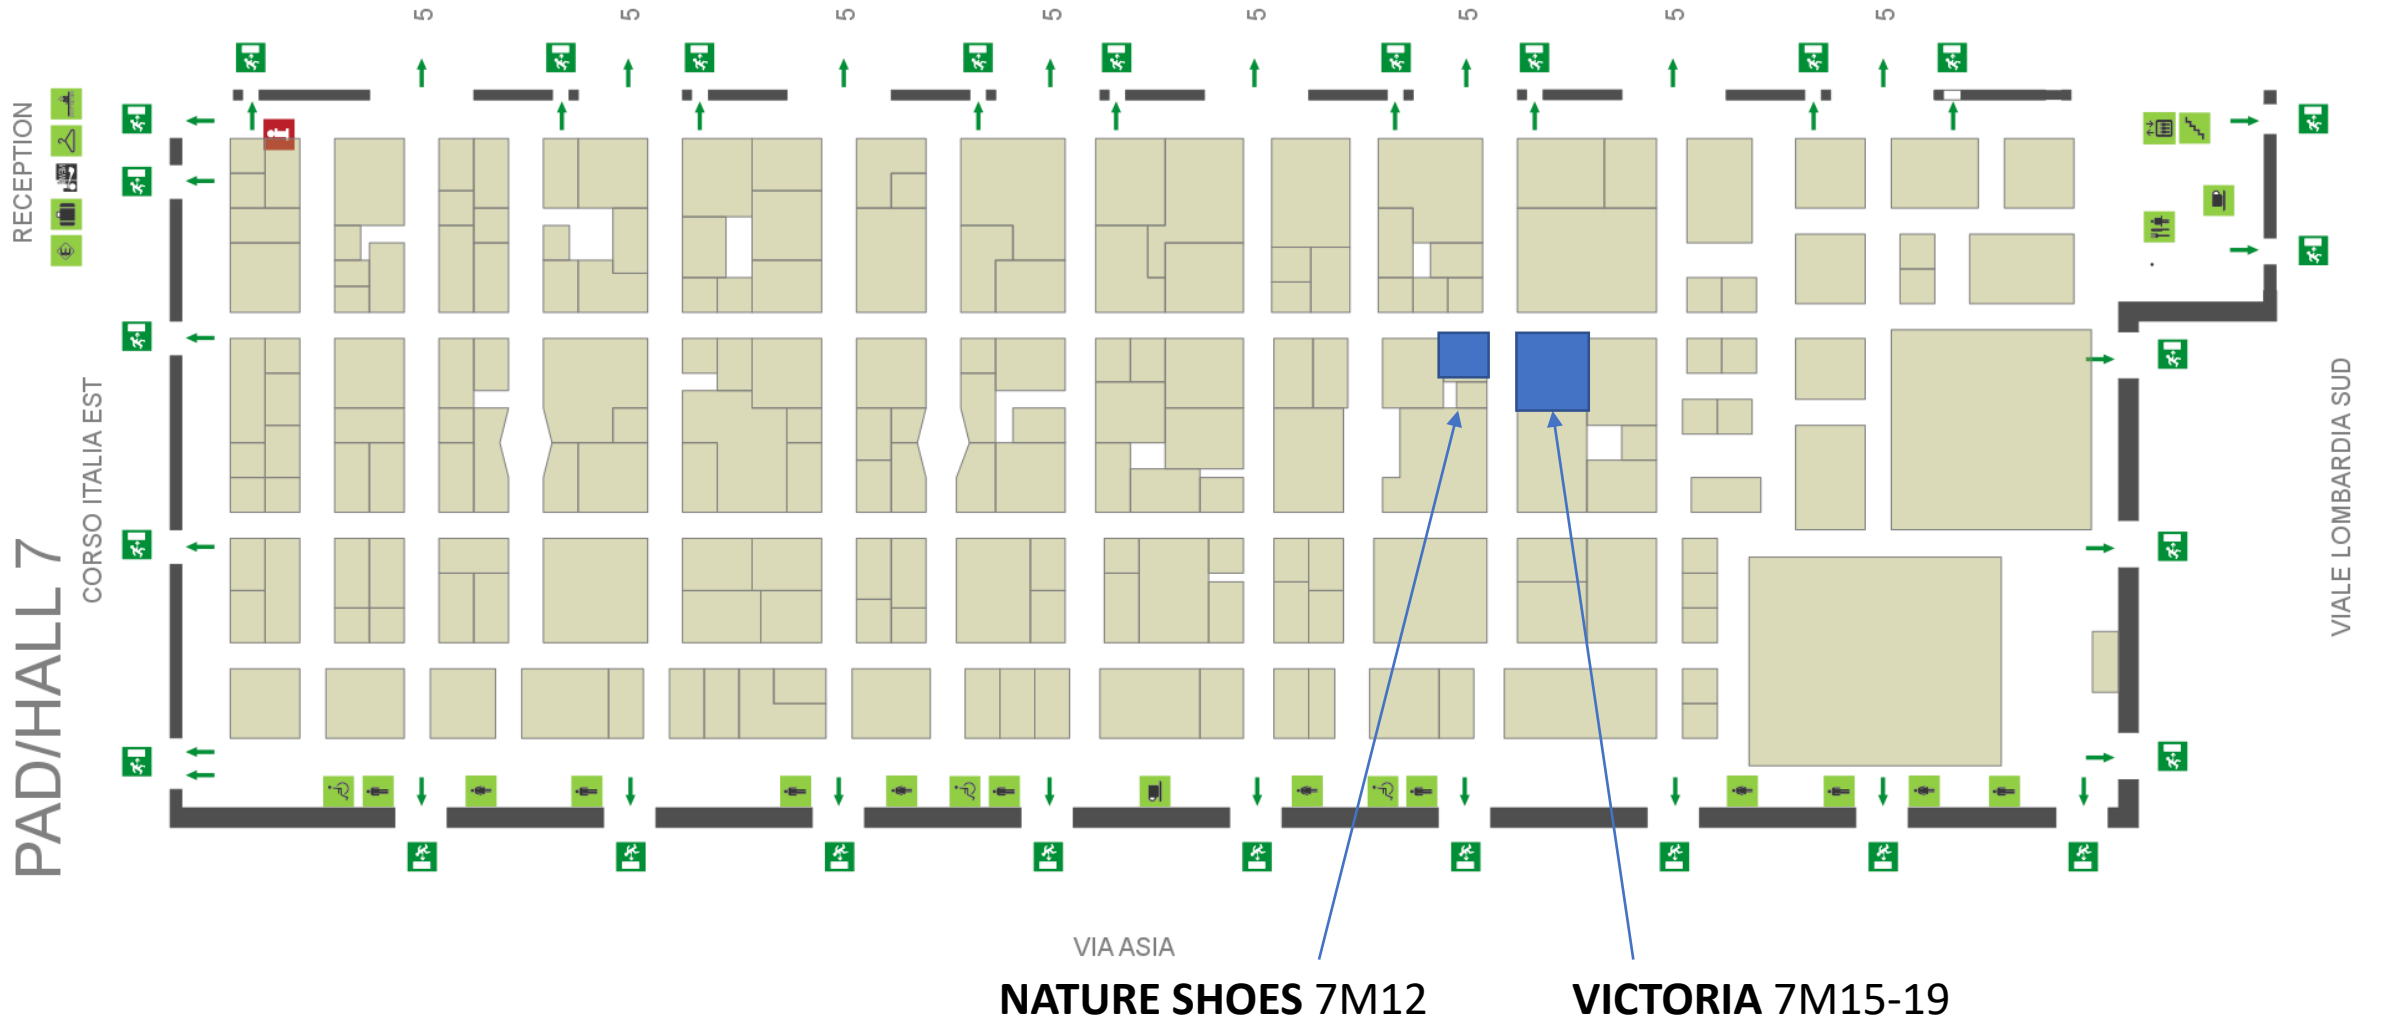 5 5 5 5 5 5 5 5
RECEPTION
CORSO ITALIA EST
PAD/HALL 7
VIALE LOMBARDIA SUD
VIA ASIA
NATURE SHOES 7M12
VICTORIA 7M15-19